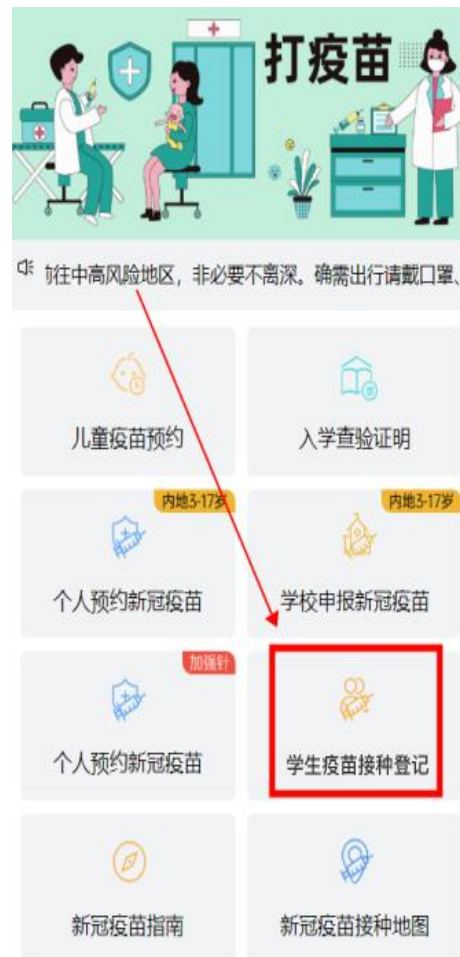 打疫苗
前往中高风险地区，非必要不离深。确需出行请戴口罩、
儿童疫苗预约
入学查验证明
内地3-17岁
个人预约新冠疫苗
内地3-17岁
学校申报新冠疫苗
加强针
个人预约新冠疫苗
学生疫苗接种登记
新冠疫苗指南
新冠疫苗接种地图